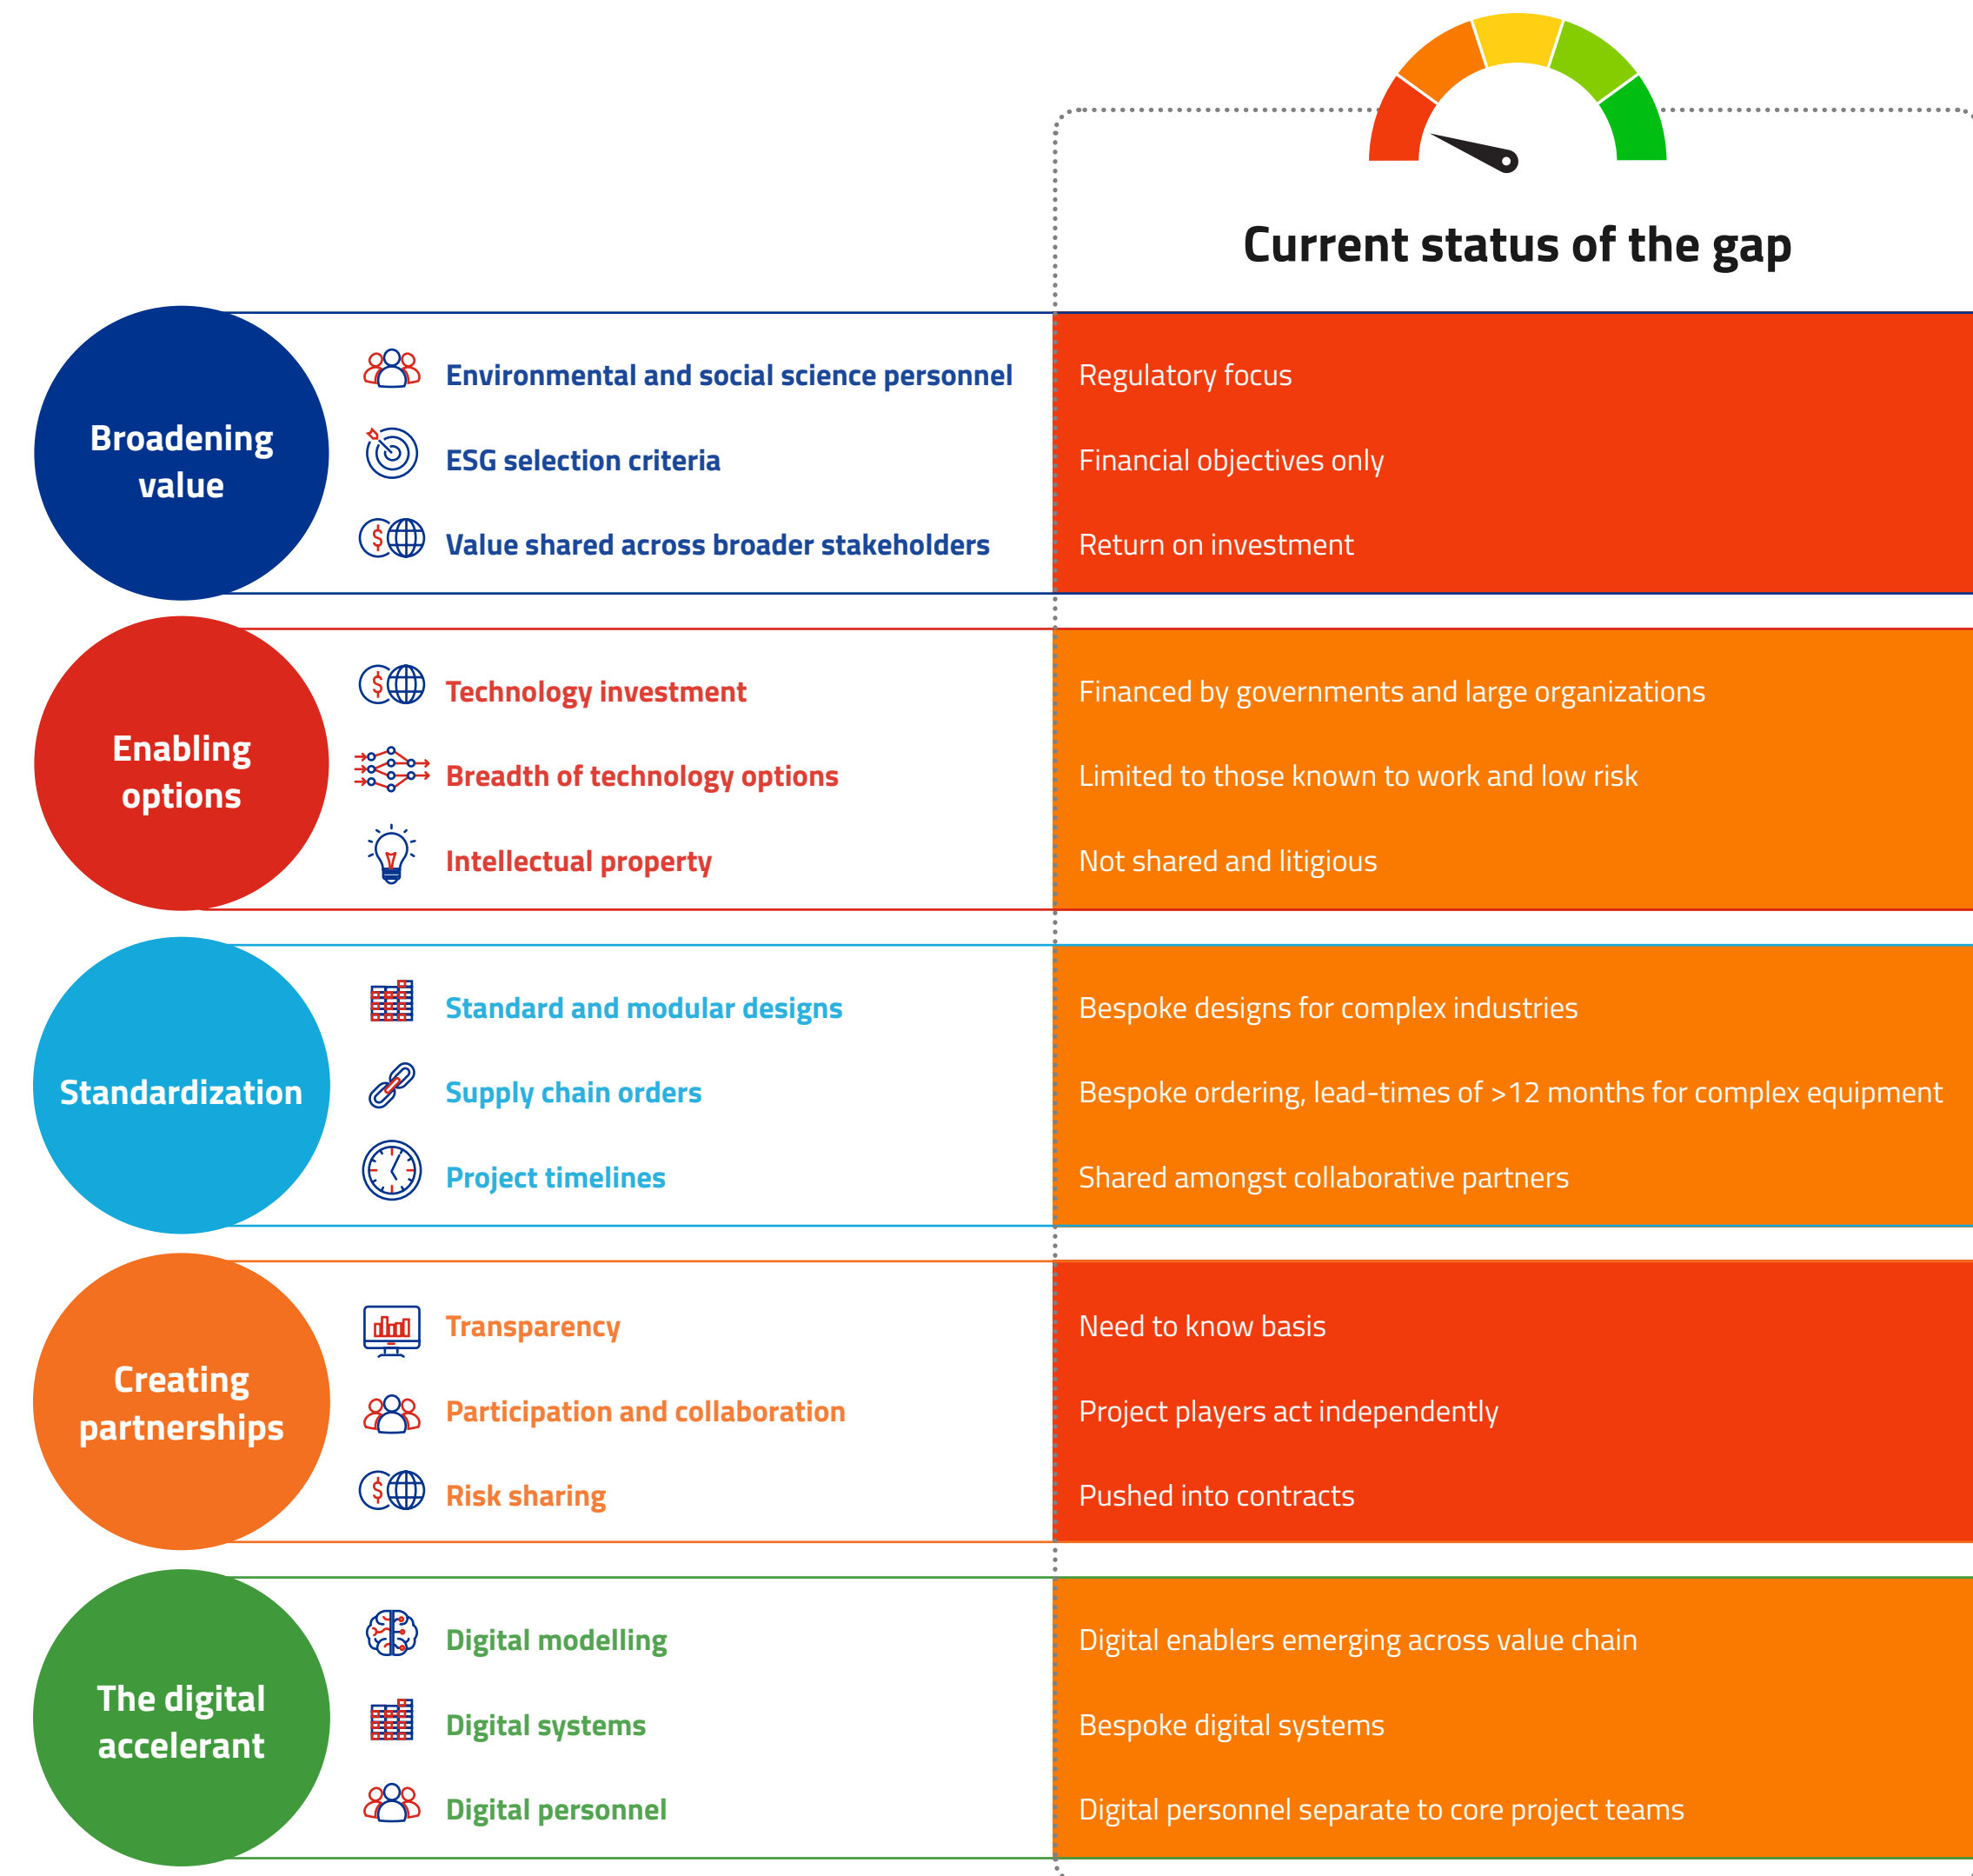 Current status of the gap
Broadening
value
Environmental and social science personnel
Regulatory focus
ESG selection criteria
Financial objectives only
Value shared across broader stakeholders
Return on investment
Enabling
options
Technology investment
Financed by governments and large organizations
Breadth of technology options
Limited to those known to work and low risk
Intellectual property
Not shared and litigious
Standardization
Standard and modular designs
Bespoke designs for complex industries
Supply chain orders
Bespoke ordering, lead-times of >12 months for complex equipment
Project timelines
Shared amongst collaborative partners
Creating
partnerships
Transparency
Need to know basis
Participation and collaboration
Project players act independently
Risk sharing
Pushed into contracts
The digital
accelerant
Digital modelling
Digital enablers emerging across value chain
Digital systems
Bespoke digital systems
Digital personnel
Digital personnel separate to core project teams